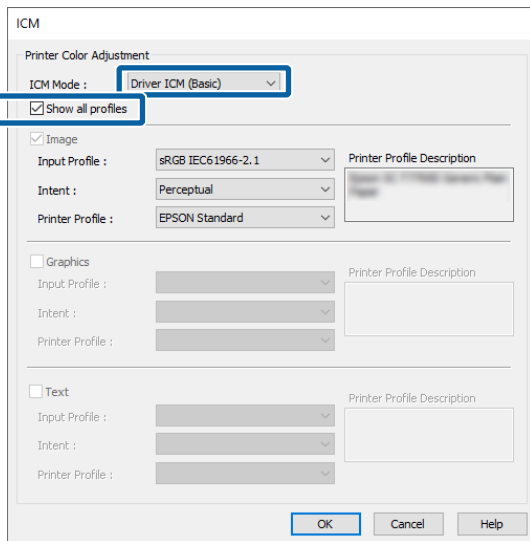 ICM
Printer Color Adjustment
ICM Mode : Driver ICM (Basic)
Show all profiles
Image
Input Profile : sRGB IEC61966-2.1 Printer Profile Description
Intent : Perceptual
Printer Profile : EPSON Standard
Graphics
Input Profile : Printer Profile Description
Intent :
Printer Profile :
Text
Input Profile : Printer Profile Description
Intent :
Printer Profile :
OK Cancel Help